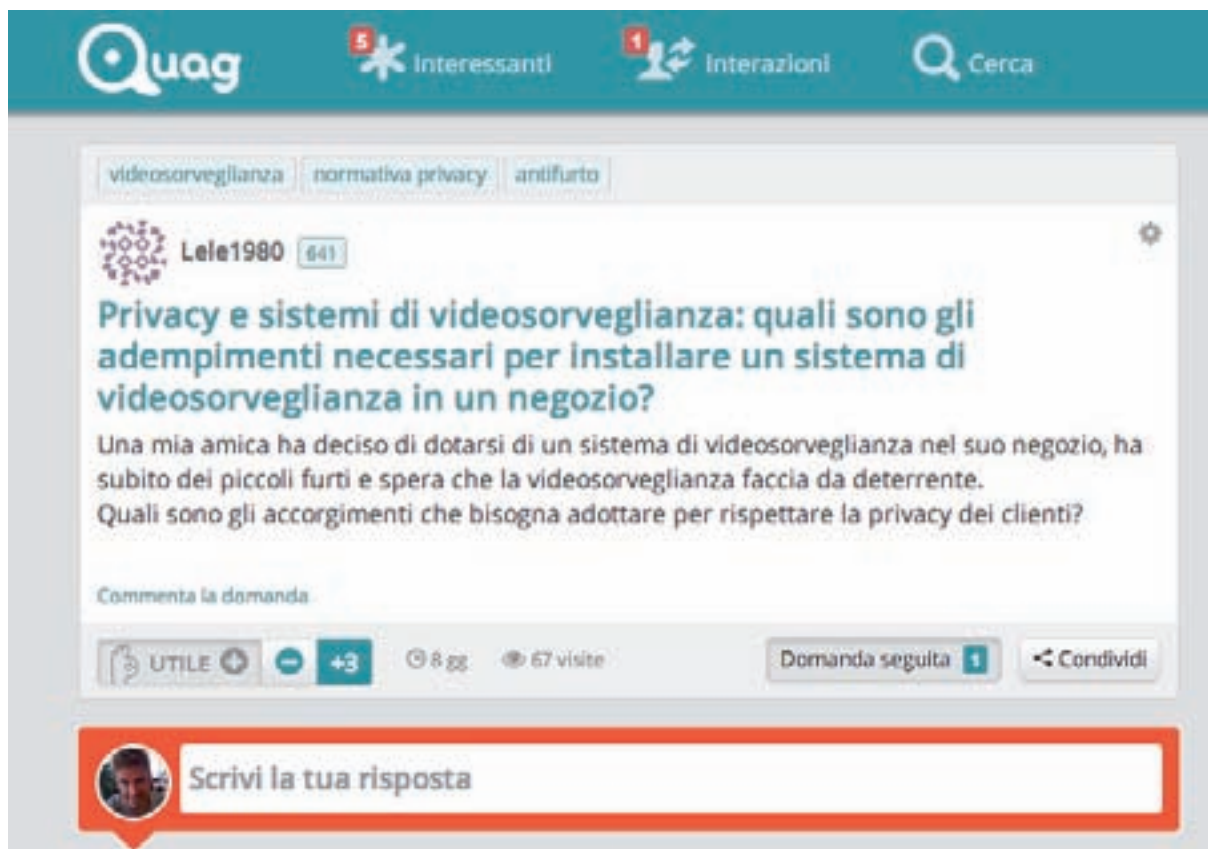 Quag
5 Interessanti 1 Interazioni Cerca
videosorveglianza normativa privacy antifurto
Lele1980 641
Privacy e sistemi di videosorveglianza: quali sono gli
adempimenti necessari per installare un sistema di
videosorveglianza in un negozio?
Una mia amica ha deciso di dotarsi di un sistema di videosorveglianza nel suo negozio, ha
subito dei piccoli furti e spera che la videosorveglianza faccia da deterrente.
Quali sono gli accorgimenti che bisogna adottare per rispettare la privacy dei clienti?
Commenta la domanda
UTILE +3 8 gg 67 visite Domanda seguita 1 Condividi
Scrivi la tua risposta